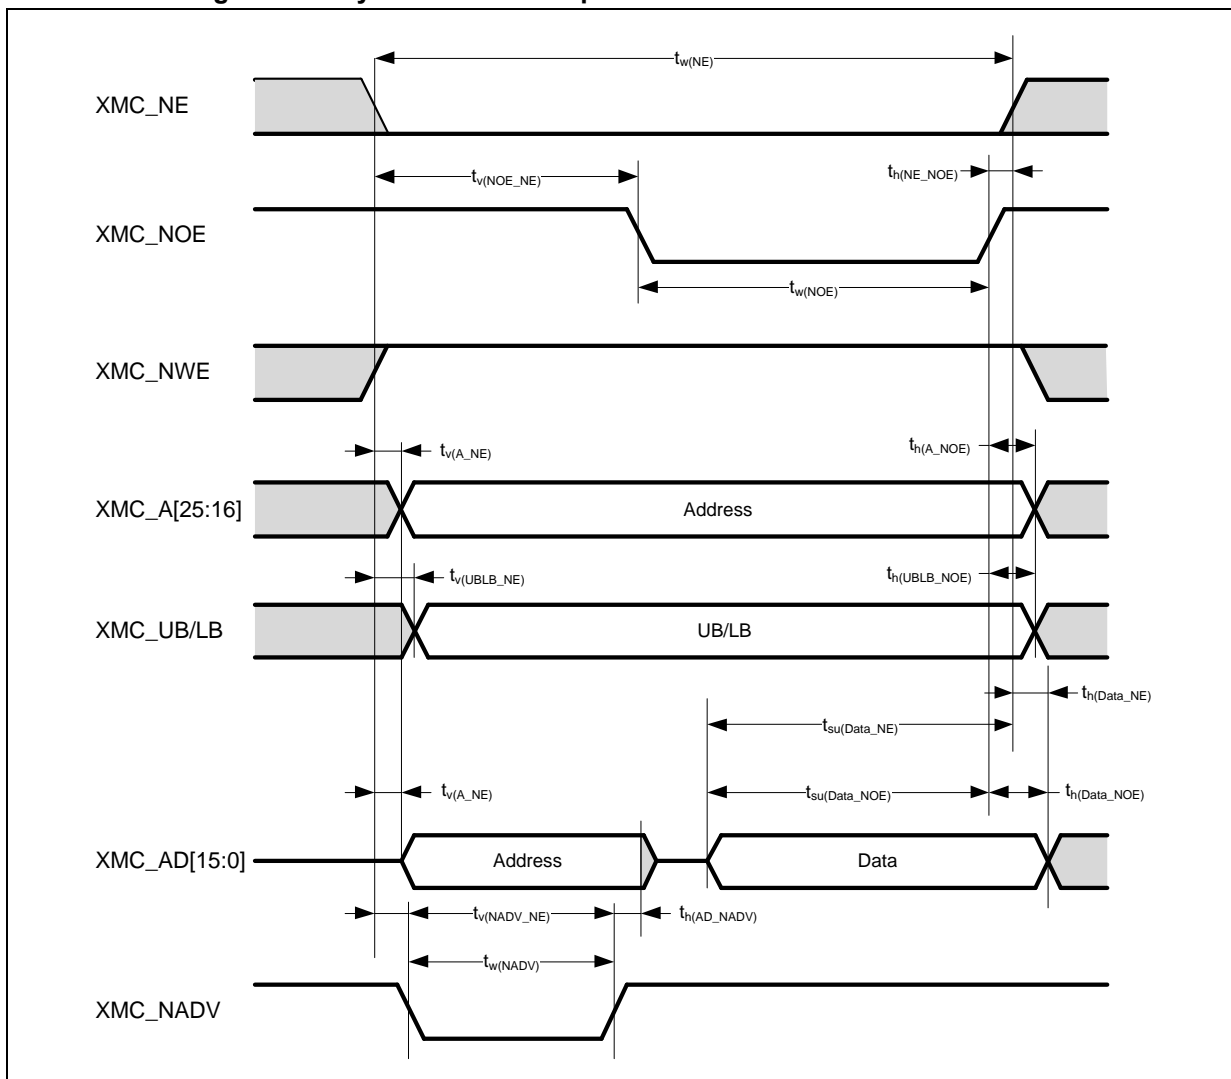 t_w(NE)
XMC_NE
t_v(NOE_NE)
t_h(NE_NOE)
XMC_NOE
t_w(NOE)
XMC_NWE
t_v(A_NE)
t_h(A_NOE)
XMC_A[25:16]
Address
t_v(UBLB_NE)
t_h(UBLB_NOE)
XMC_UB/LB
UB/LB
t_h(Data_NE)
t_su(Data_NE)
t_v(A_NE)
t_su(Data_NOE)
t_h(Data_NOE)
XMC_AD[15:0]
Address
Data
t_v(NADV_NE)
t_h(AD_NADV)
t_w(NADV)
XMC_NADV